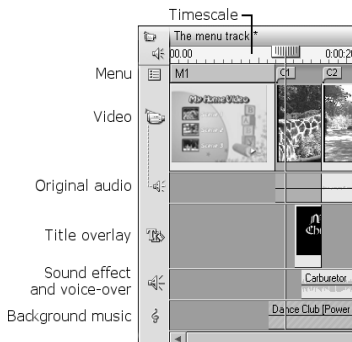 Timescale
The menu track *
00.00
0:00:2
Menu
M1
C1
C2
Video
My Home Video
Original audio
Title overlay
Sound effect
and voice-over
Carburetor
Background music
Dance Club [Power